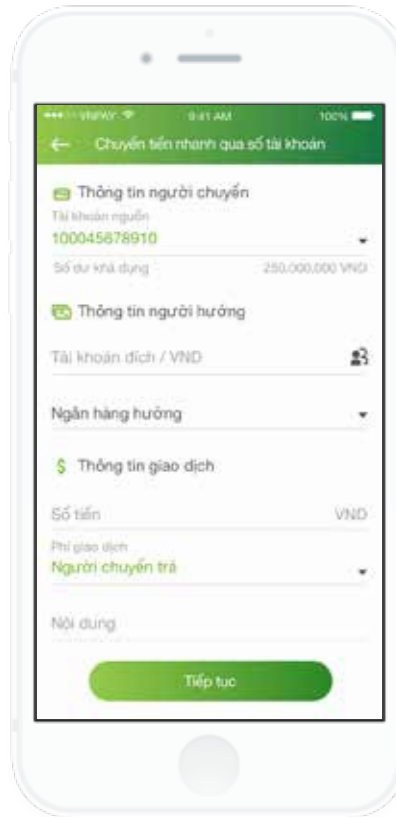 9:41 AM 100%
Chuyển tiền nhanh qua số tài khoản
Thông tin người chuyển
Tài khoản nguồn
100045678910
Số dư khả dụng 250,000,000 VND
Thông tin người hưởng
Tài khoản đích / VND
Ngân hàng hưởng
Thông tin giao dịch
Số tiền VND
Phí giao dịch
Người chuyển trả
Nội dung
Tiếp tục